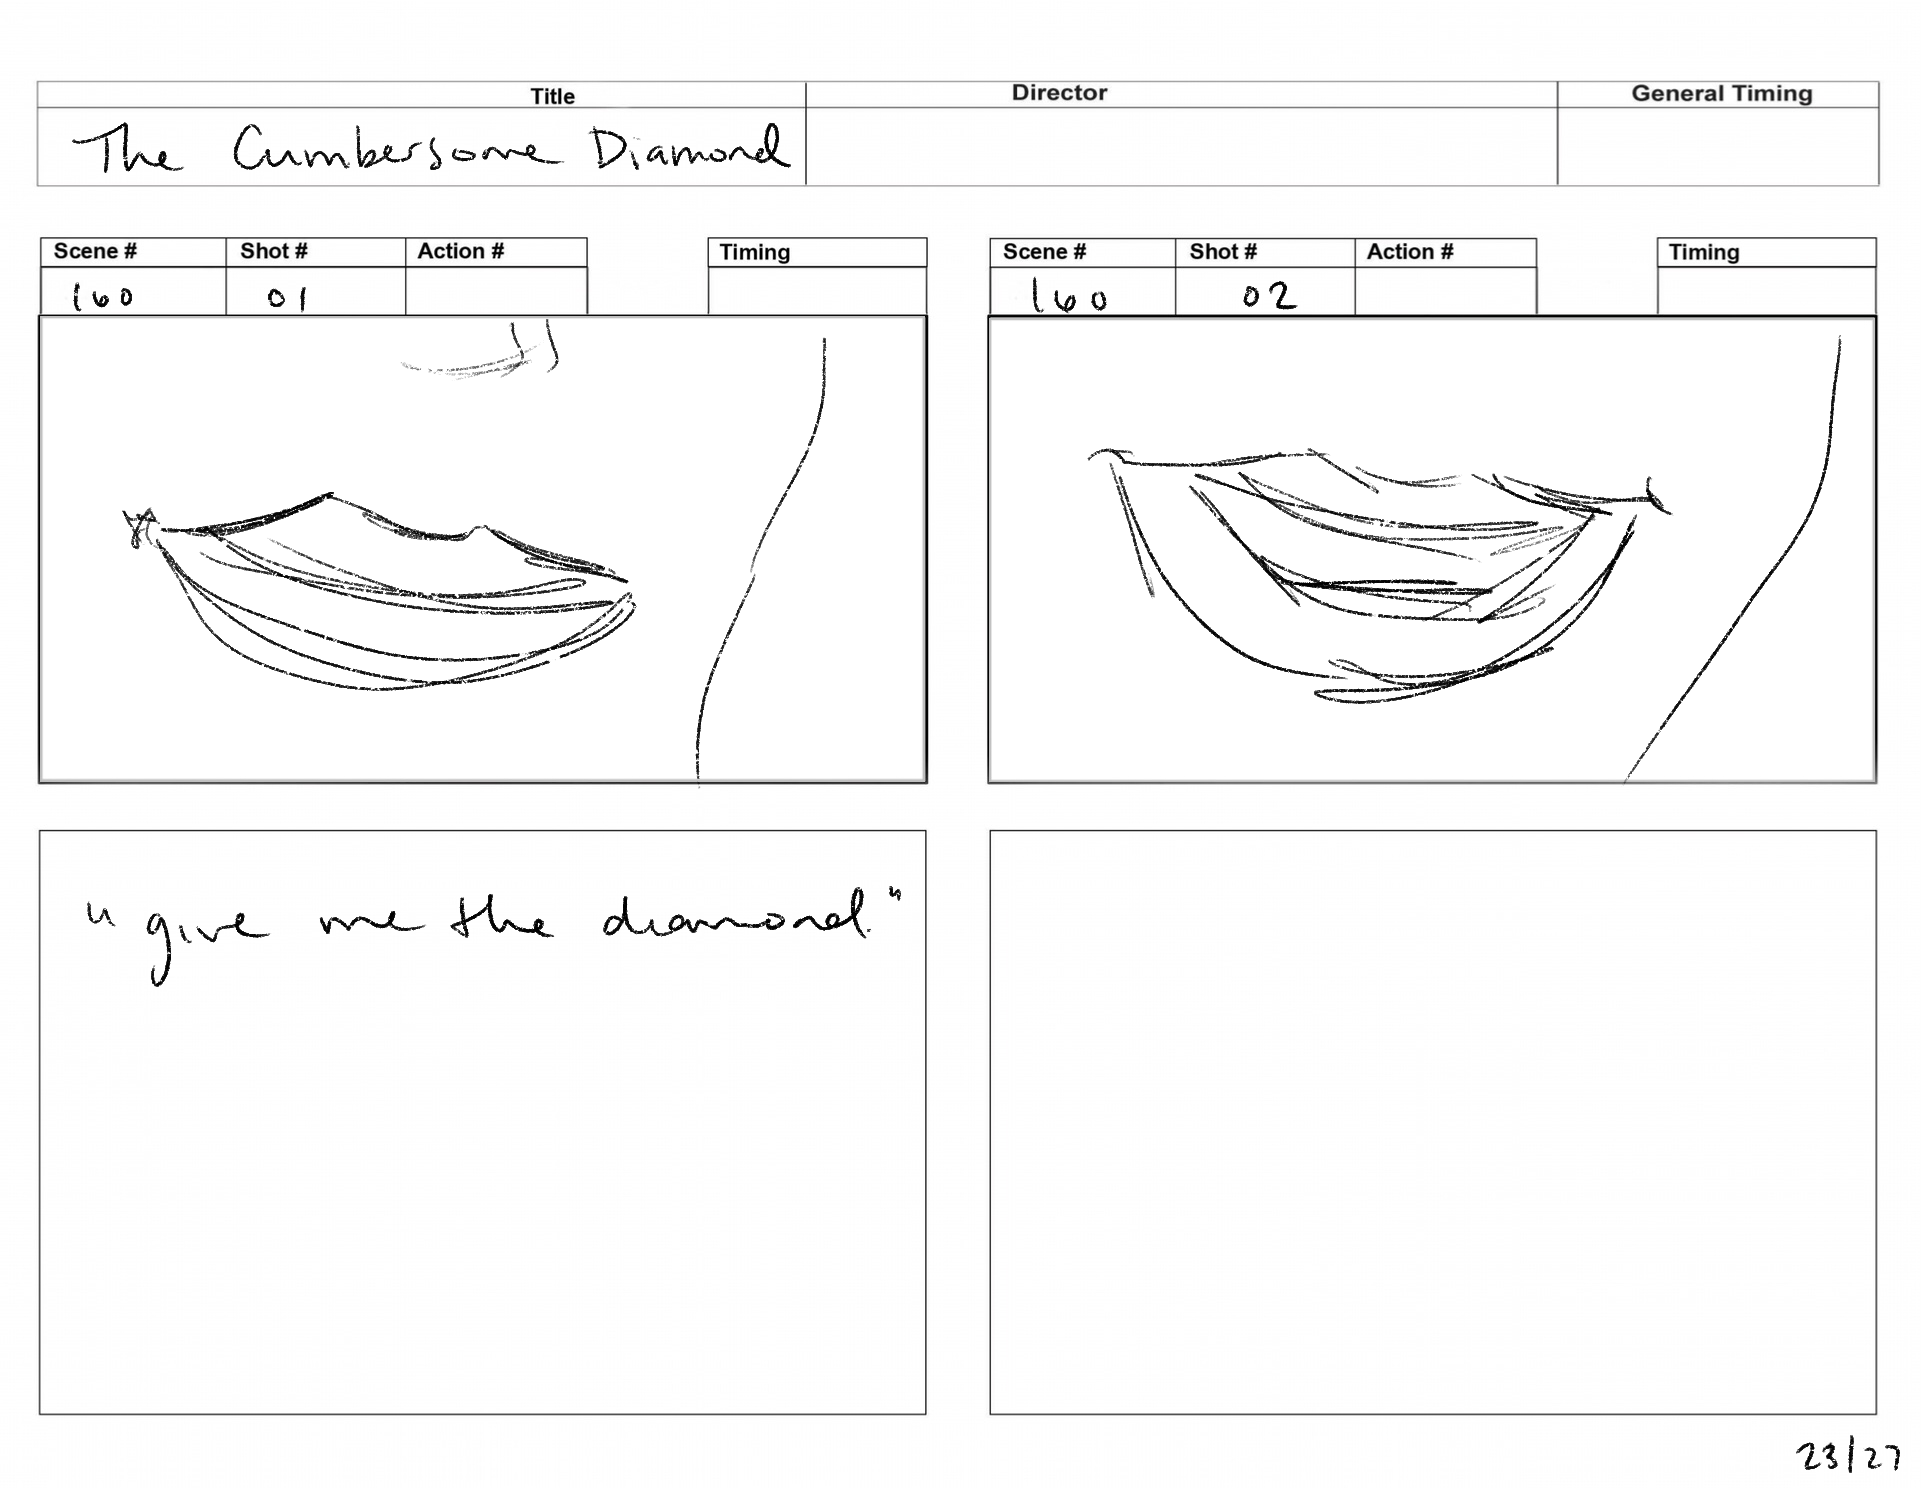 Title Director General Timing
The Cumbersome Diamond
Scene # Shot # Action # Timing
160 01
Scene # Shot # Action # Timing
160 02
"give me the diamond."
23/27